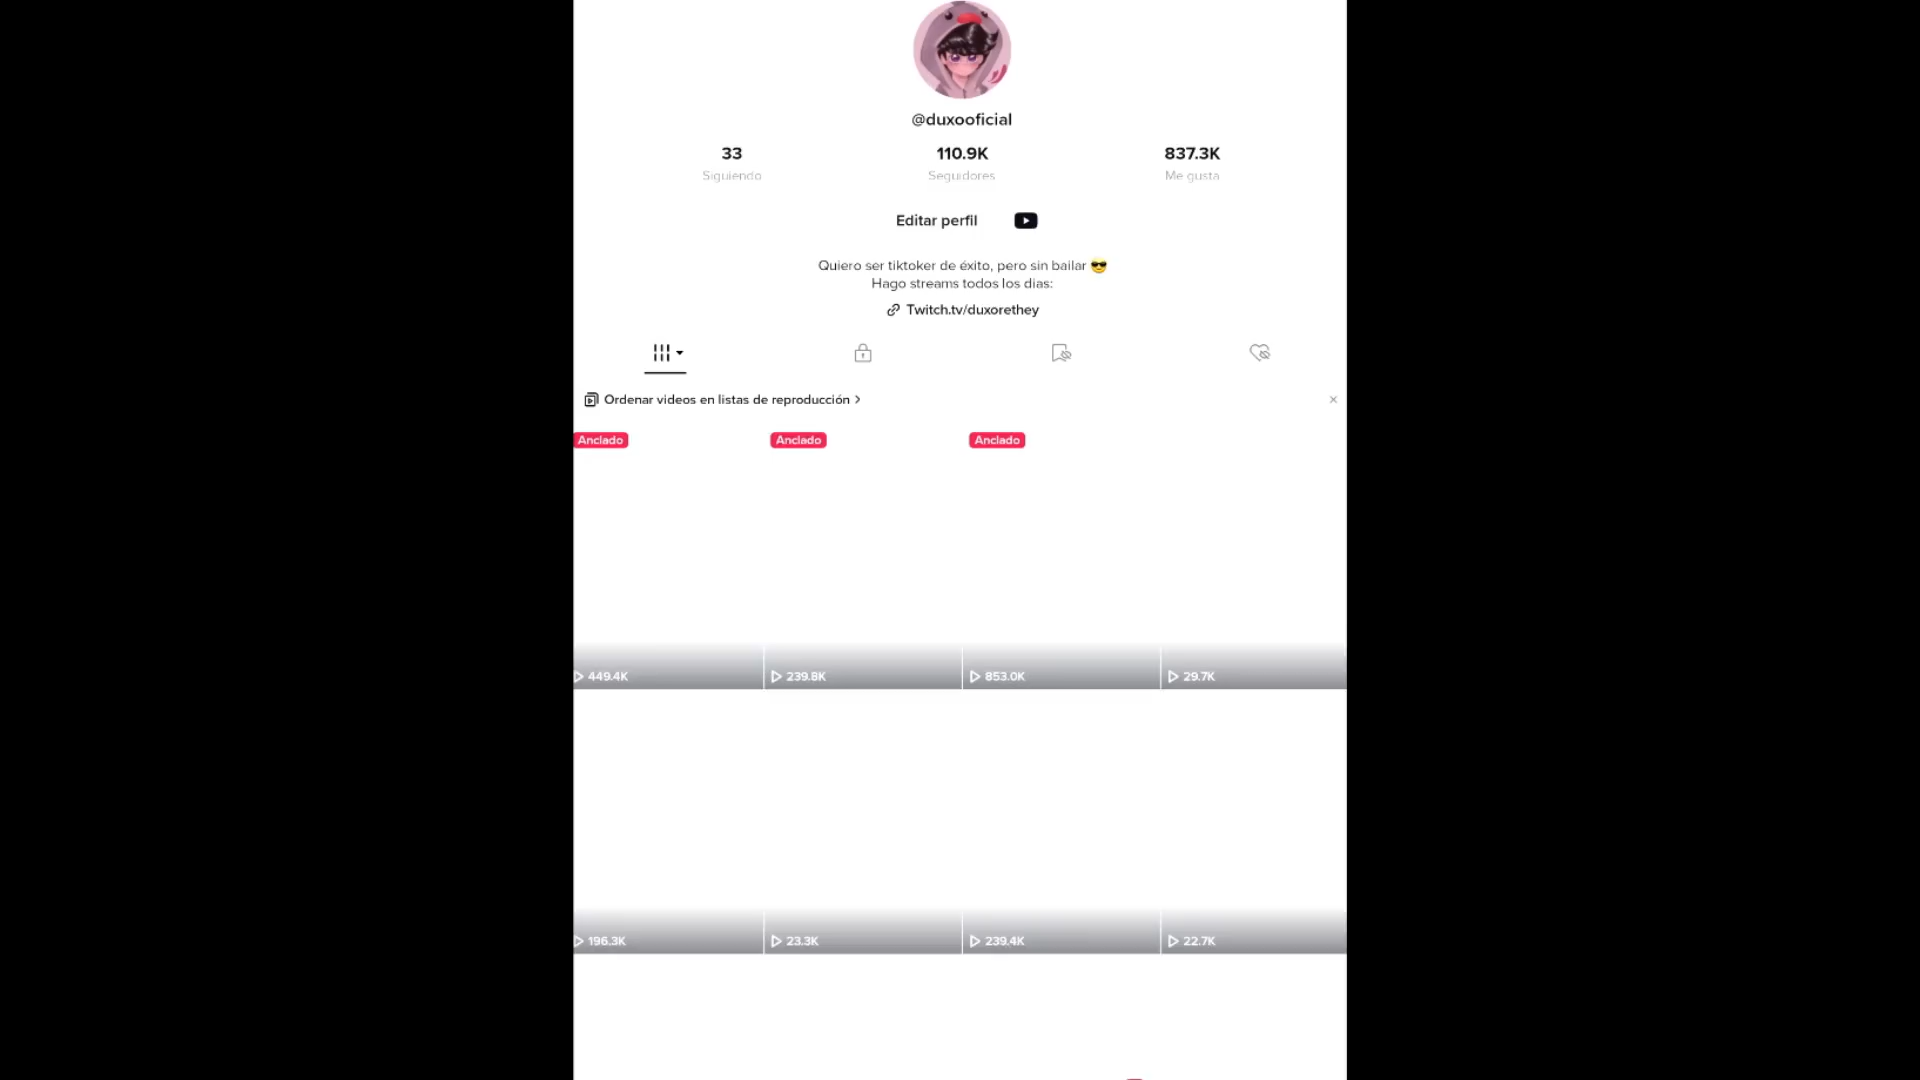 @duxooficial
33 110.9K 837.3K
Siguiendo Seguidores Me gusta
Editar perfil
Quiero ser tiktoker de éxito, pero sin bailar 😎
Hago streams todos los dias:
Twitch.tv/duxorethey
Ordenar videos en listas de reproducción
Anclado Anclado Anclado
449.4K 239.8K 853.0K 29.7K
196.3K 23.3K 239.4K 22.7K